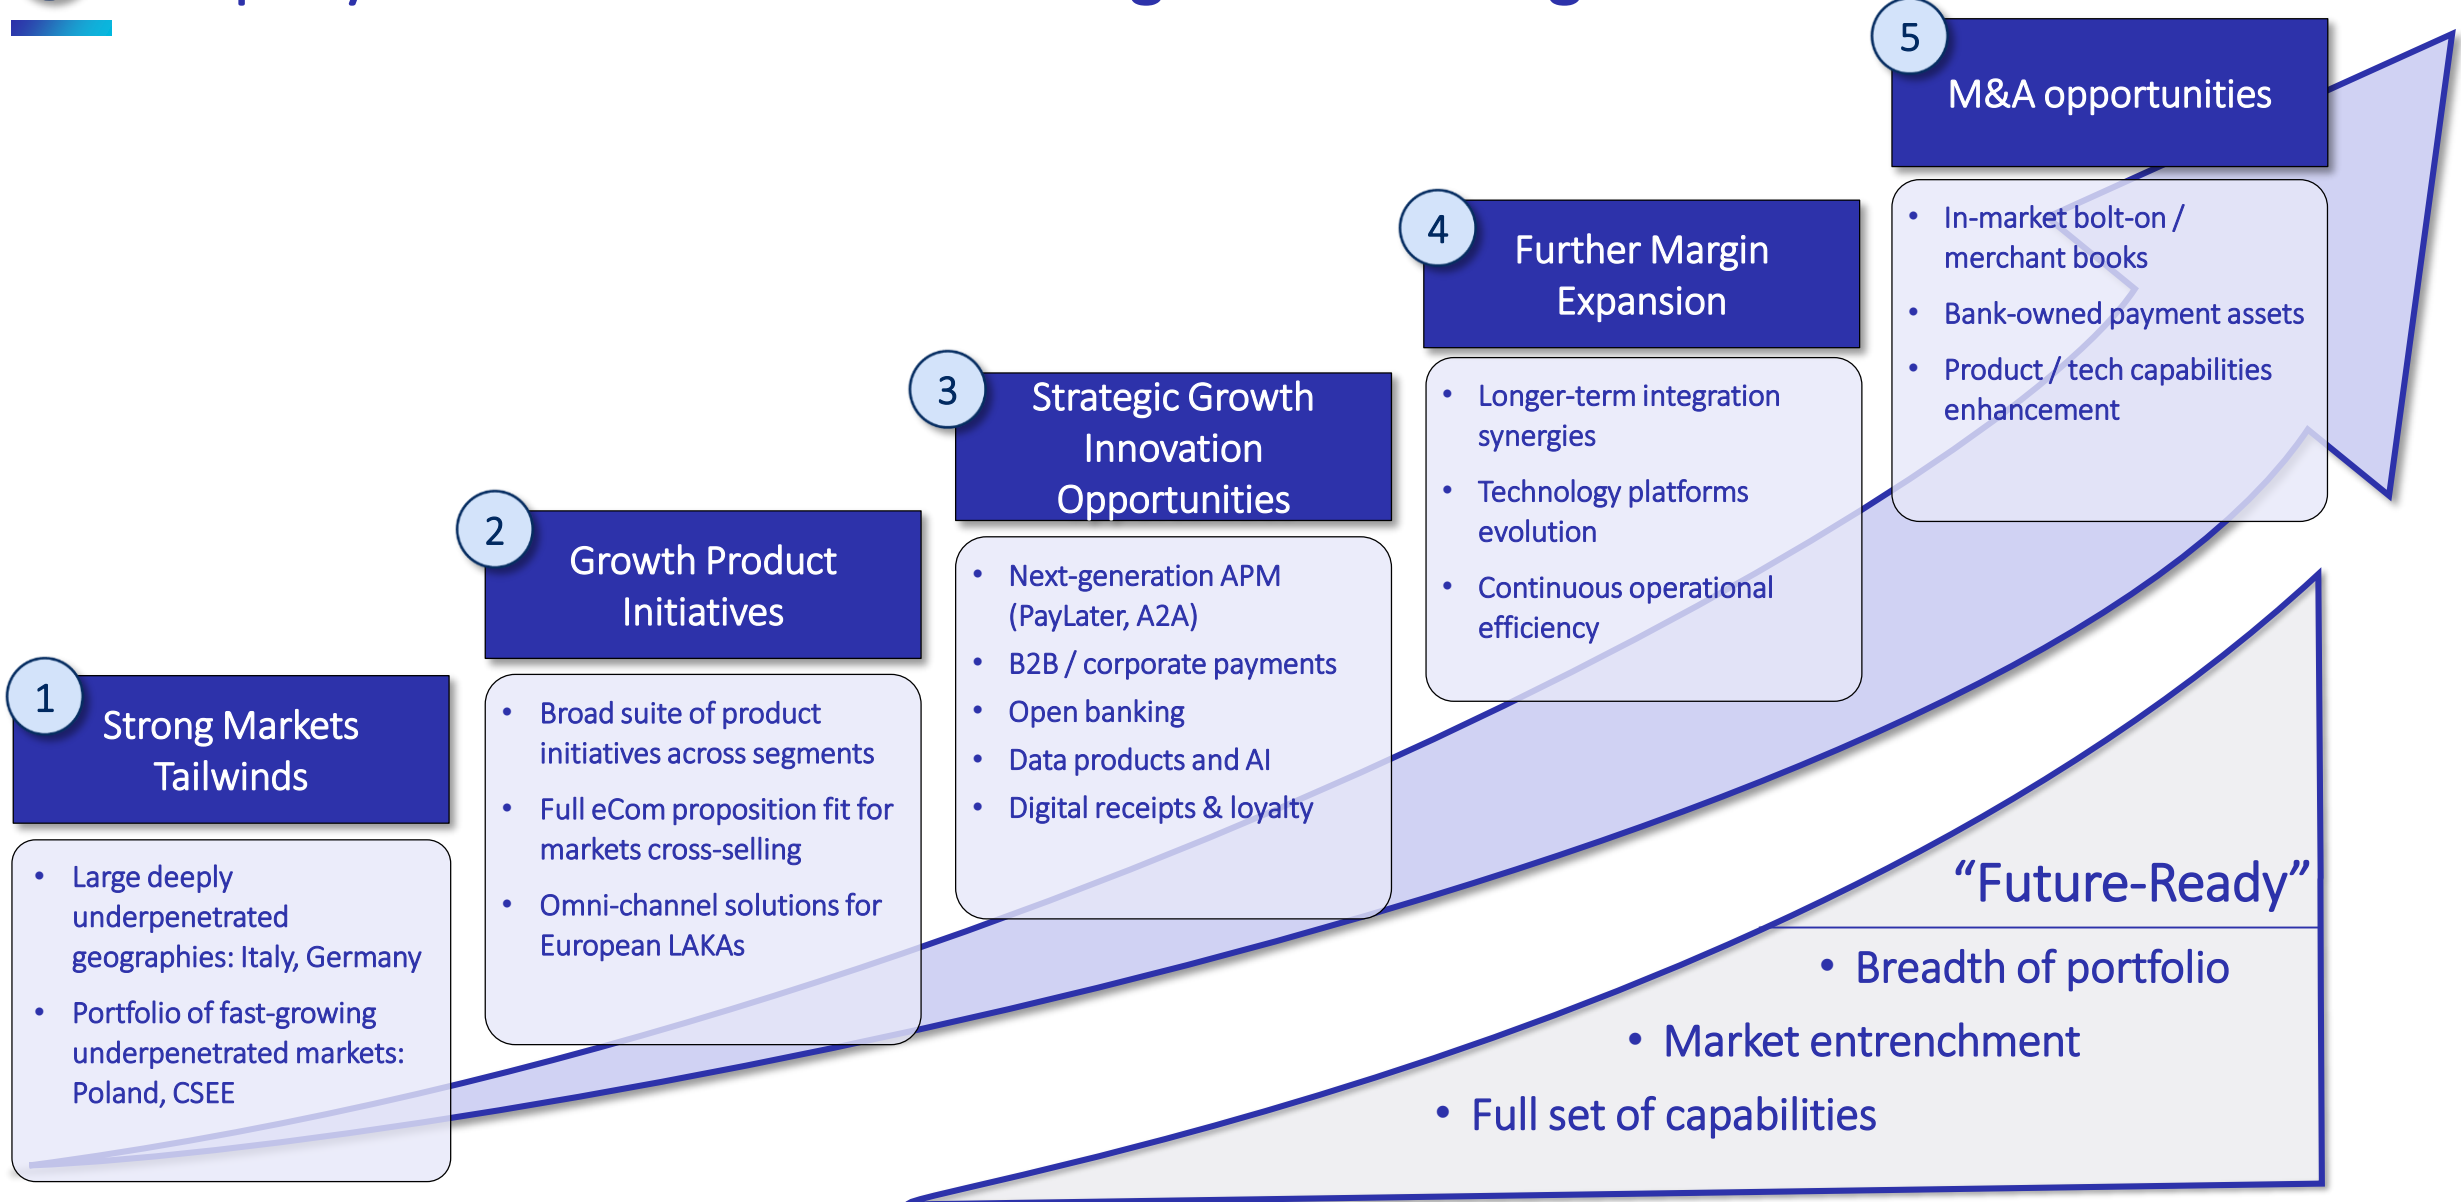 1
Strong Markets
Tailwinds
• Large deeply
underpenetrated
geographies: Italy, Germany
• Portfolio of fast-growing
underpenetrated markets:
Poland, CSEE
2
Growth Product
Initiatives
• Broad suite of product
initiatives across segments
• Full eCom proposition fit for
markets cross-selling
• Omni-channel solutions for
European LAKAs
3
Strategic Growth
Innovation
Opportunities
• Next-generation APM
(PayLater, A2A)
• B2B / corporate payments
• Open banking
• Data products and AI
• Digital receipts & loyalty
4
Further Margin
Expansion
• Longer-term integration
synergies
• Technology platforms
evolution
• Continuous operational
efficiency
5
M&A opportunities
• In-market bolt-on /
merchant books
• Bank-owned payment assets
• Product / tech capabilities
enhancement
“Future-Ready”
• Breadth of portfolio
• Market entrenchment
• Full set of capabilities